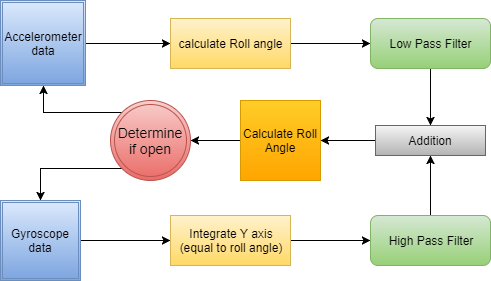 Accelerometer
data
calculate Roll angle
Low Pass Filter
Determine
if open
Calculate Roll
Angle
Addition
Gyroscope
data
Integrate Y axis
(equal to roll angle)
High Pass Filter